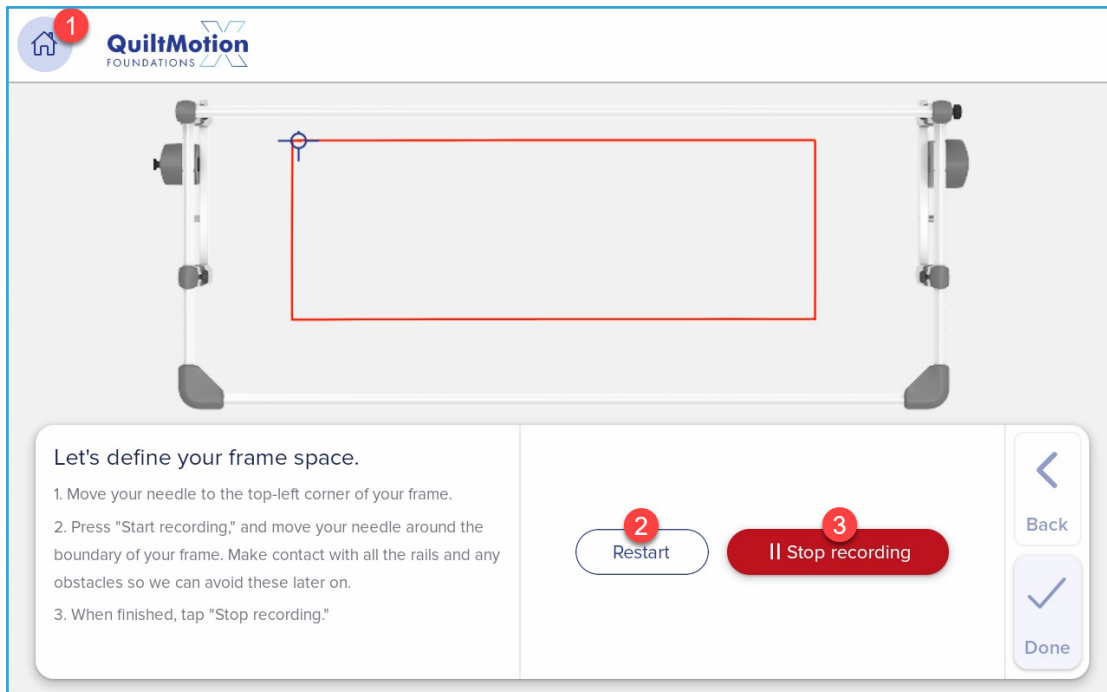 1
QuiltMotion
FOUNDATIONS
Let's define your frame space.
1. Move your needle to the top-left corner of your frame.
2. Press "Start recording," and move your needle around the
boundary of your frame. Make contact with all the rails and any
obstacles so we can avoid these later on.
3. When finished, tap "Stop recording."
2
Restart
3
Stop recording
Back
Done